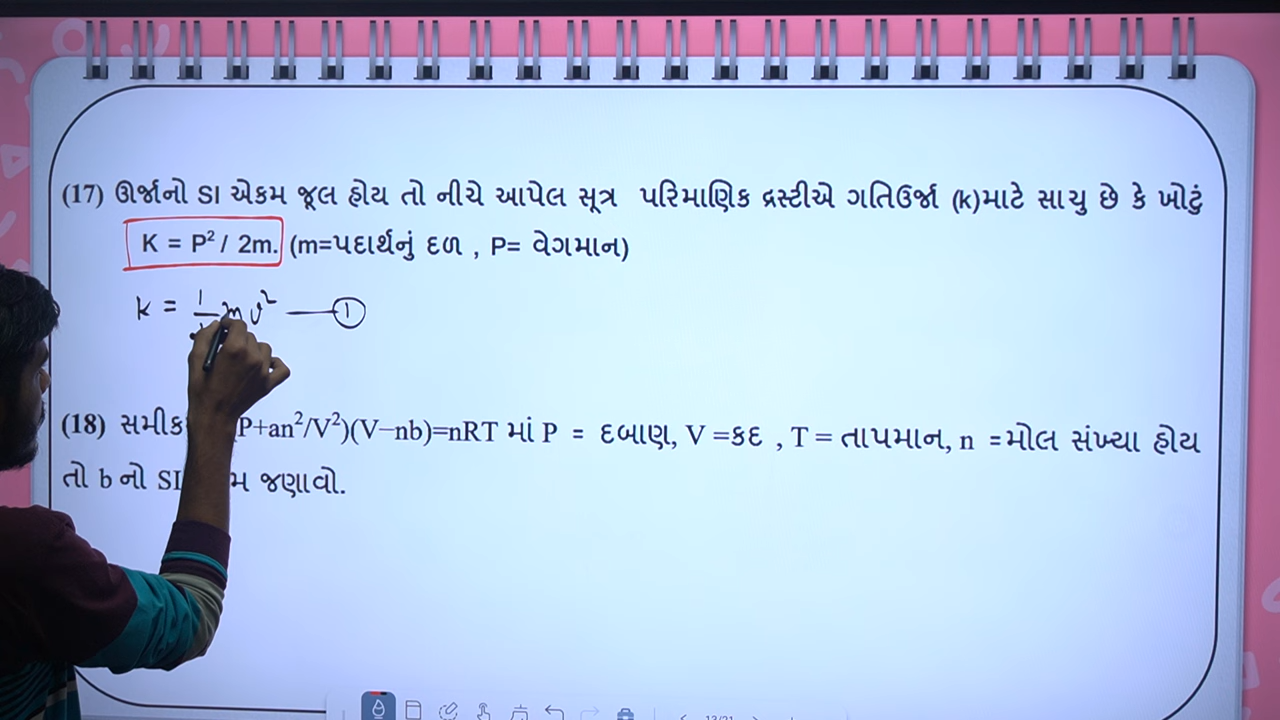 (17) ઊર્જાનો SI એકમ જૂલ હોય તો નીચે આપેલ સૂત્ર પરિમાણિક દ્રસ્ટીએ ગતિઉર્જા (k)માટે સાચુ છે કે ખોટું
K = P² / 2m. (m=પદાર્થનું દળ , P= વેગમાન)
k = 1 mv² — 1
(18) સમીક P+an²/V²)(V−nb)=nRT માં P = દબાણ, V =કદ , T = તાપમાન, n =મોલ સંખ્યા હોય
તો b નો SI મ જણાવો.